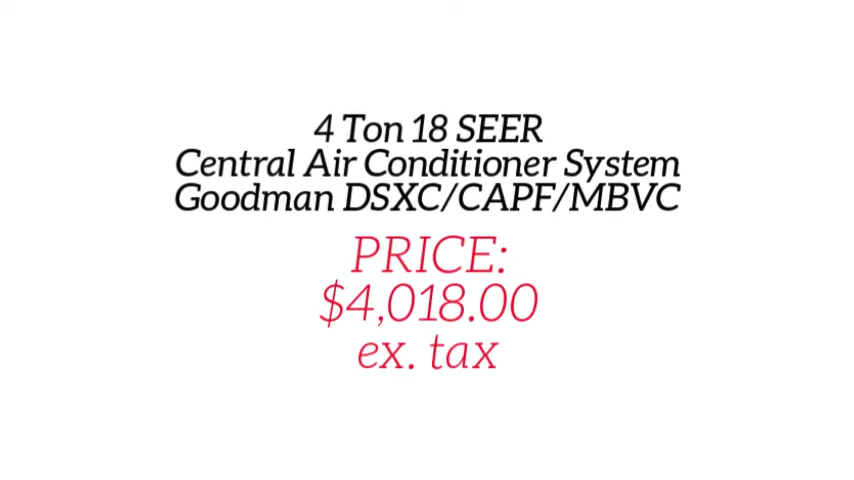 4 Ton 18 SEER
Central Air Conditioner System
Goodman DSXC/CAPF/MBVC
PRICE:
$4,018.00
ex. tax